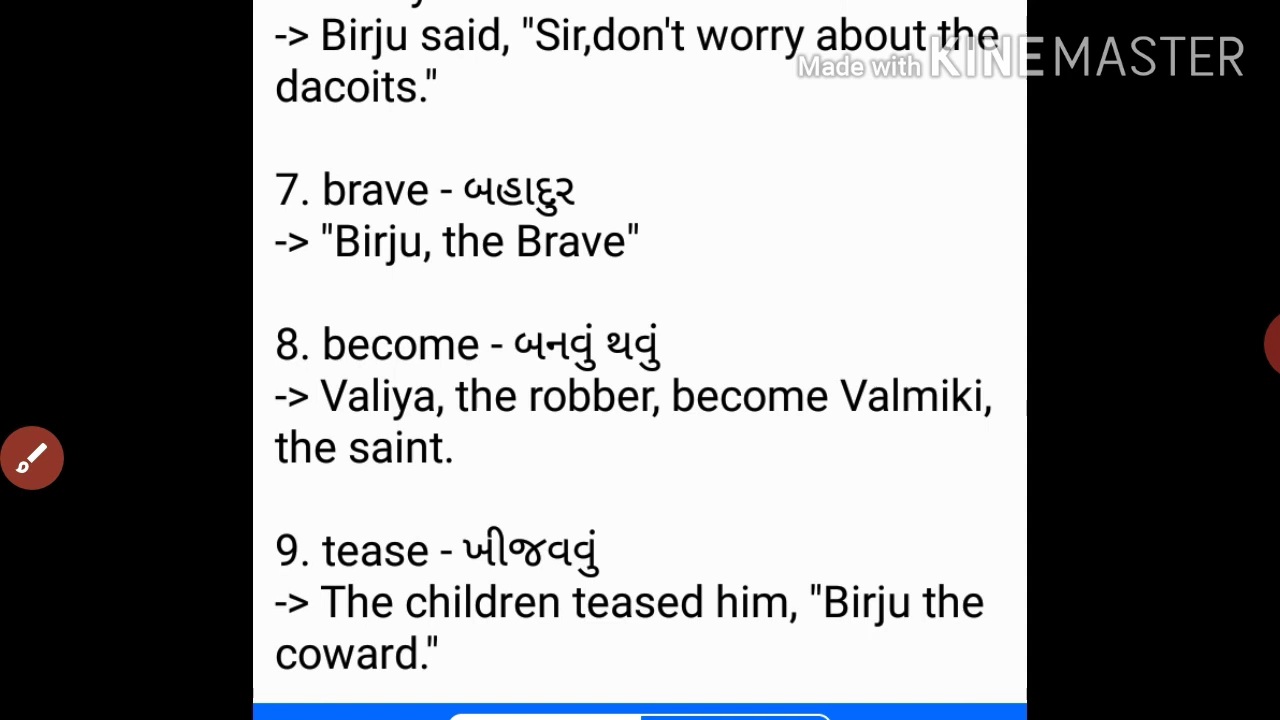 -> Birju said, "Sir,don't worry about the
Made with KINEMASTER
dacoits."
7. brave - બહાદુર
-> "Birju, the Brave"
8. become - બનવું થવું
-> Valiya, the robber, become Valmiki,
the saint.
9. tease - ખીજવવું
-> The children teased him, "Birju the
coward."